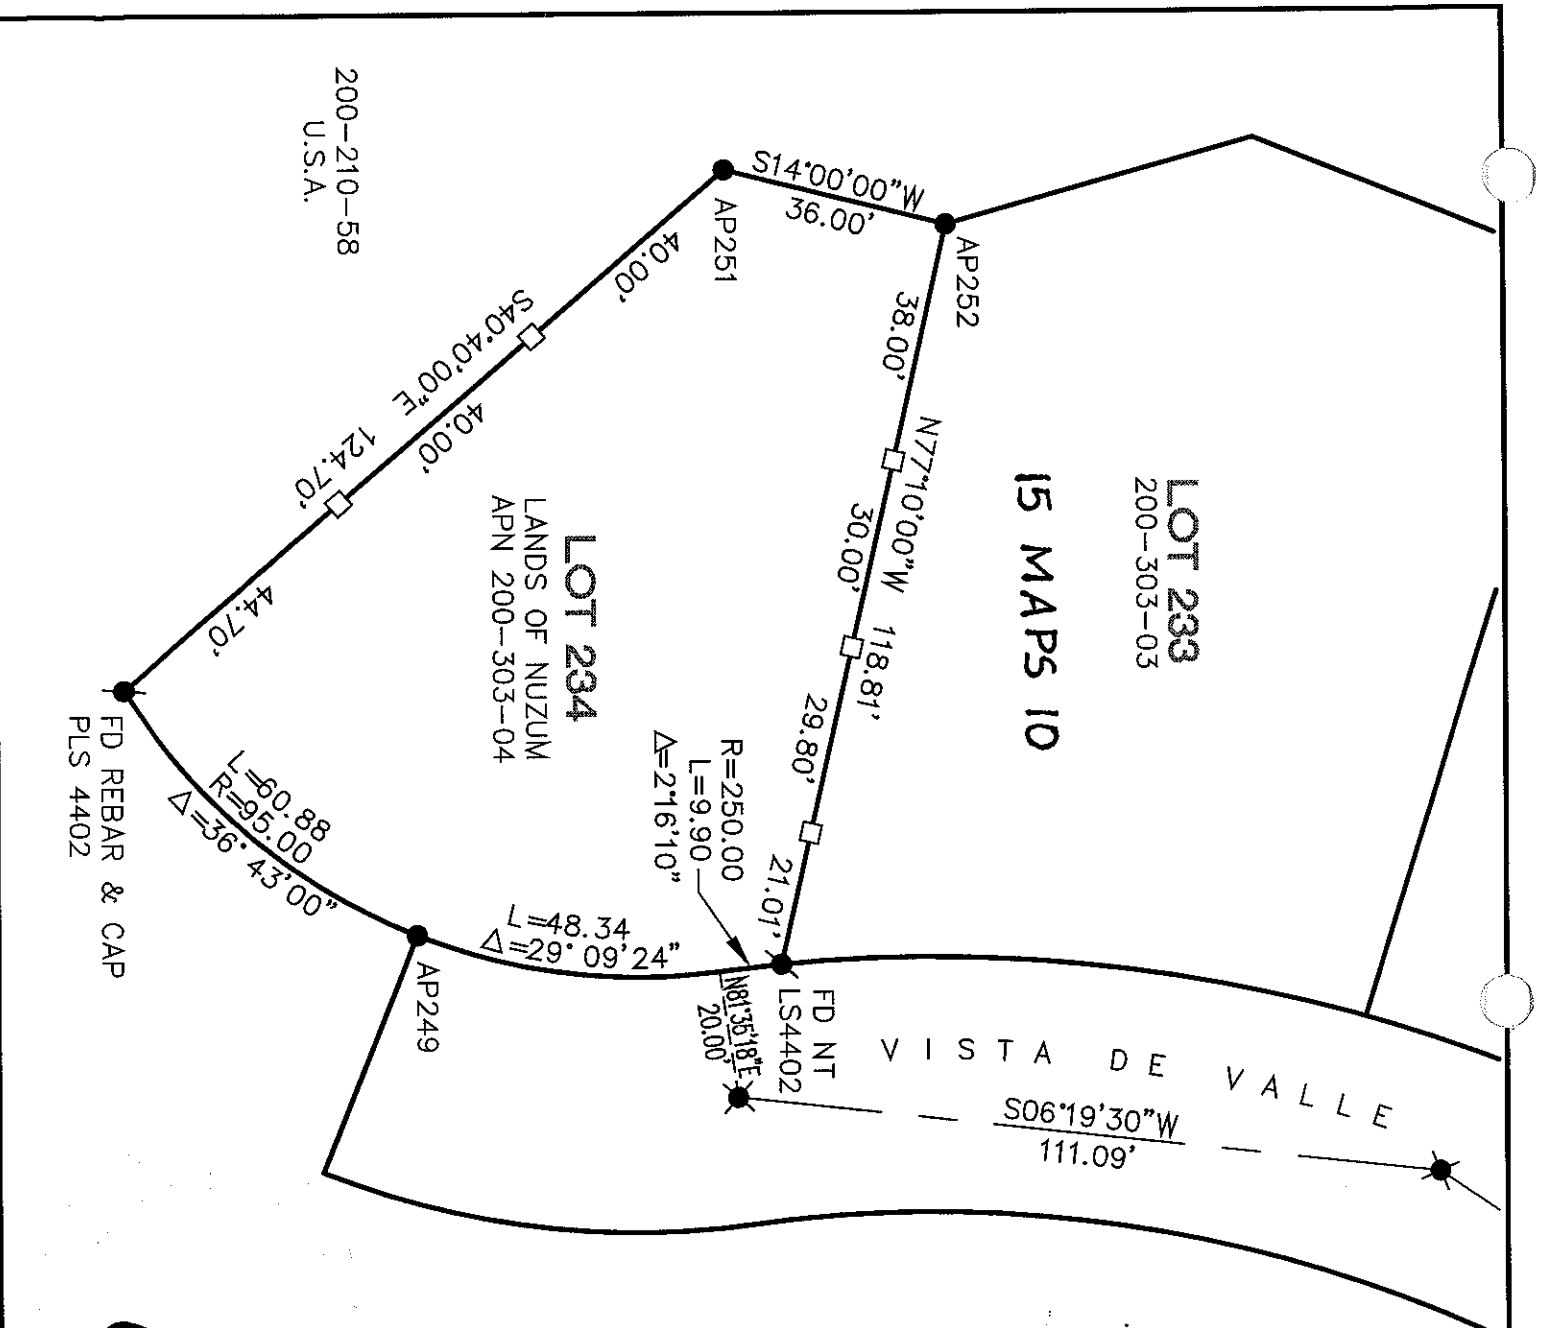 200-210-58
U.S.A.
S14°00'00"W
36.00'
AP251
AP252
40.00'
S40°40'00"E
124.70'
40.00'
44.70'
38.00'
N77°10'00"W 118.81'
30.00'
29.80'
21.01'
15 MAPS 10
LOT 233
200-303-03
LOT 234
LANDS OF NUZUM
APN 200-303-04
R=250.00
L=9.90
Δ=2°16'10"
FD REBAR & CAP
PLS 4402
L=60.88
R=95.00
Δ=36°43'00"
L=48.34
Δ=29°09'24"
AP249
N81°35'18"E
20.00'
FD NT
LS4402
VISTA DE VALLE
S06°19'30"W
111.09'